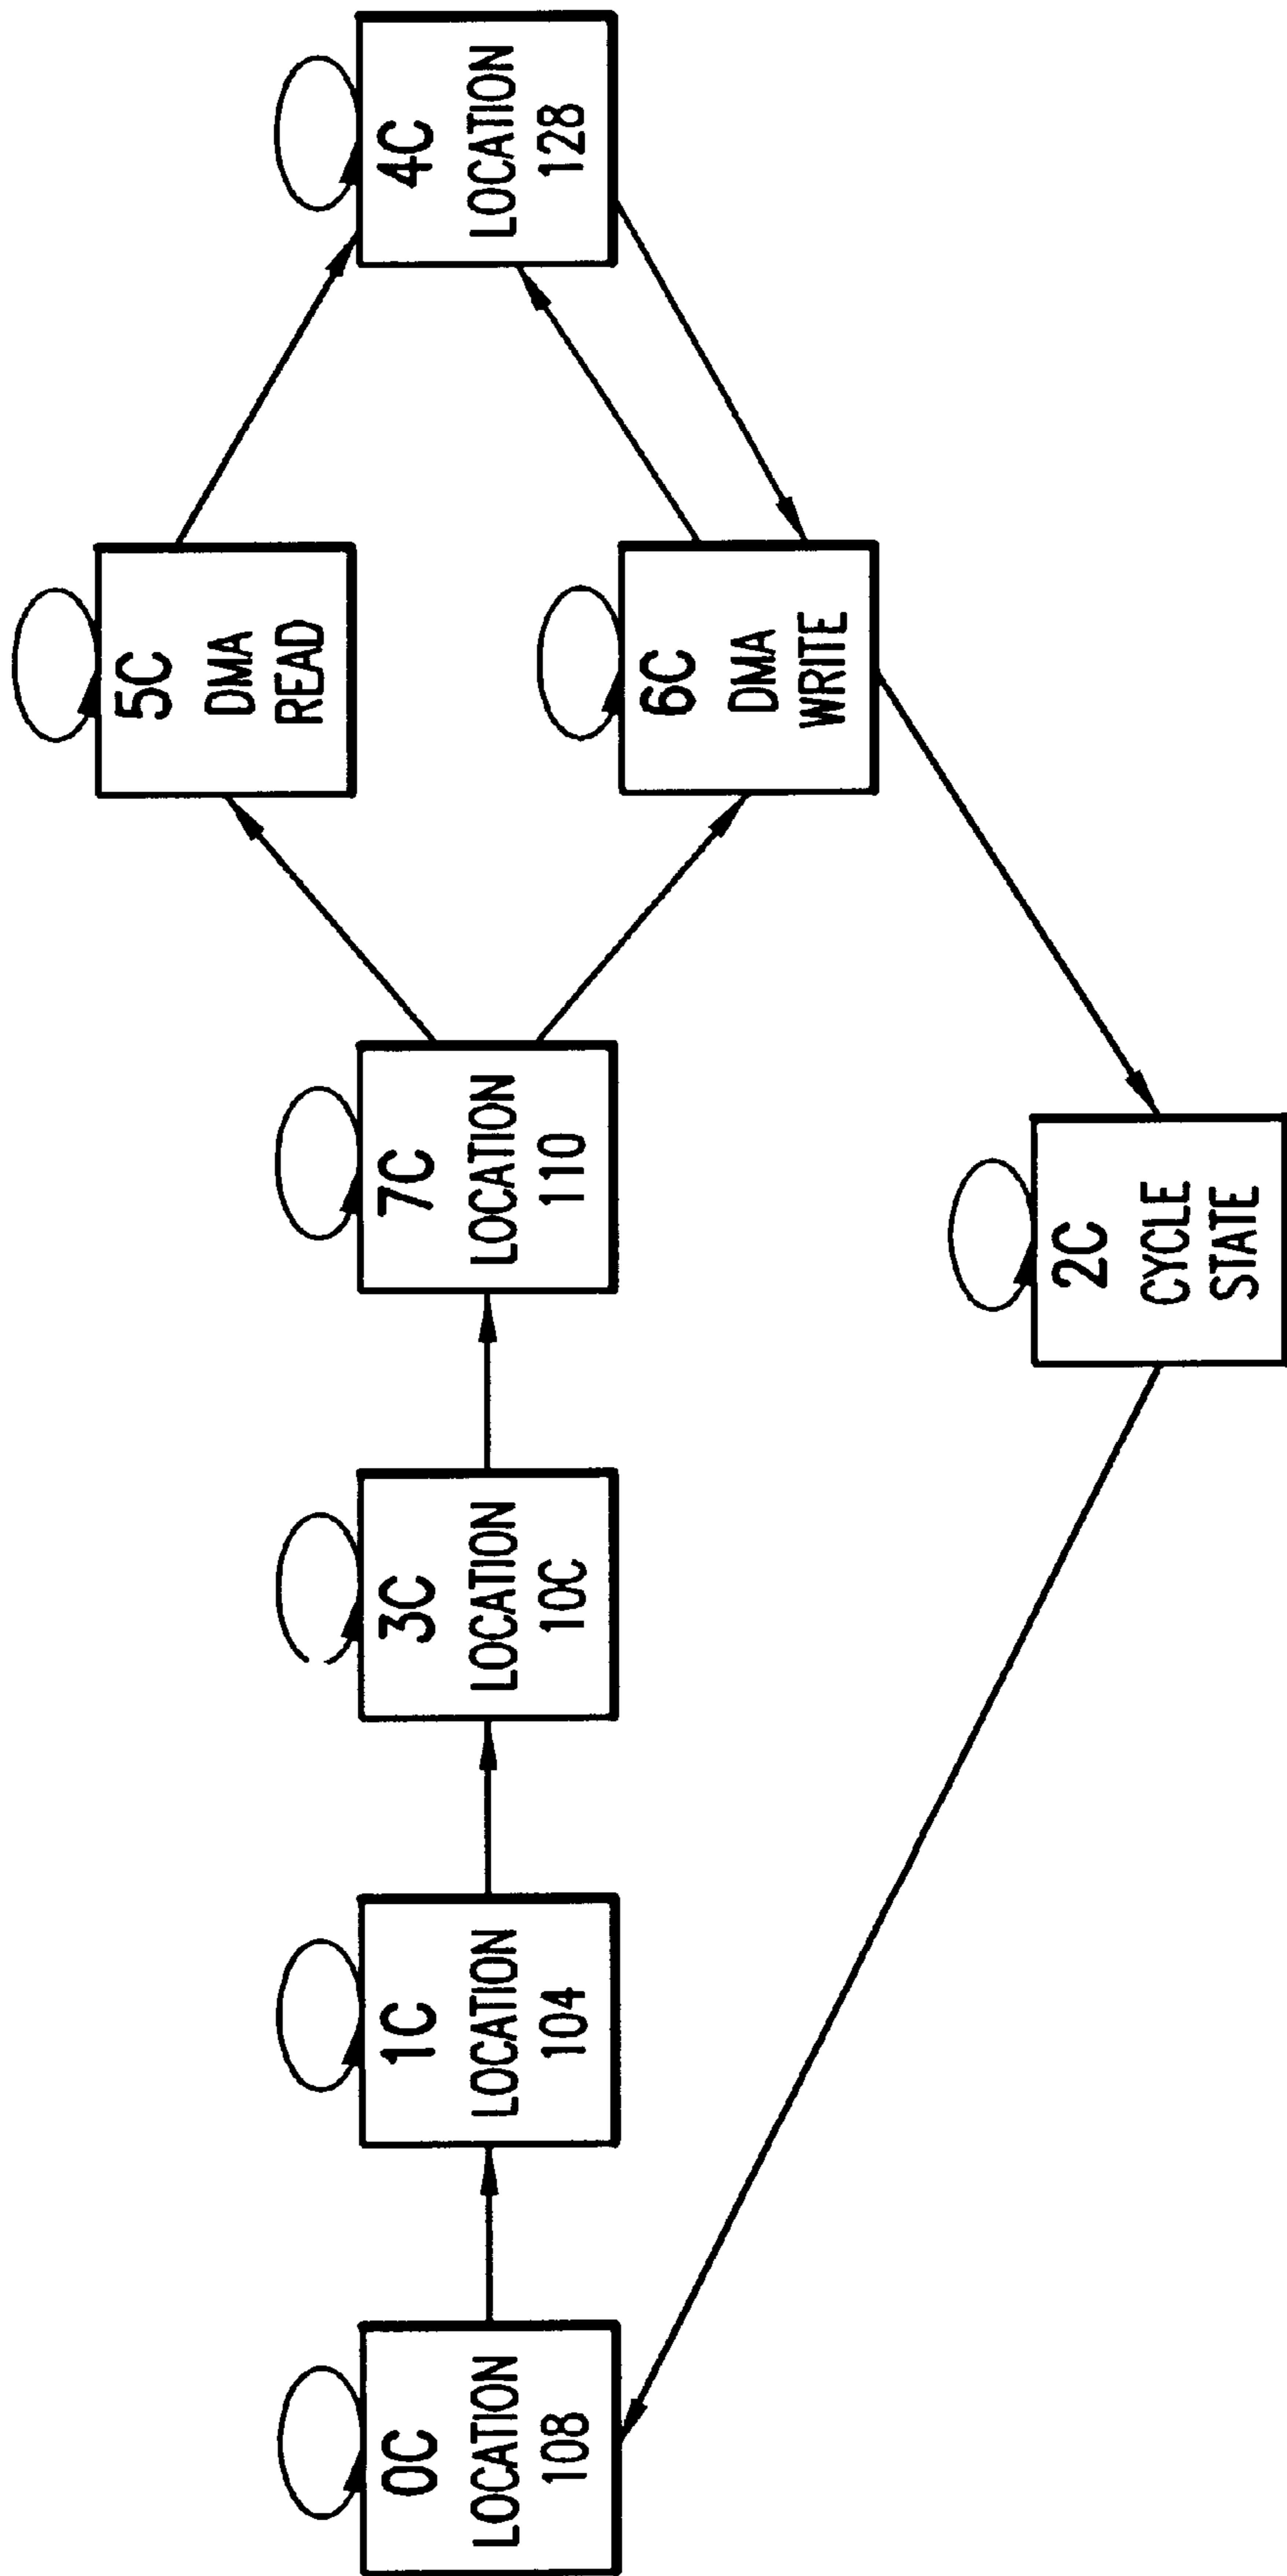 0C
LOCATION
108
1C
LOCATION
104
3C
LOCATION
10C
7C
LOCATION
110
5C
DMA
READ
6C
DMA
WRITE
4C
LOCATION
128
2C
CYCLE
STATE